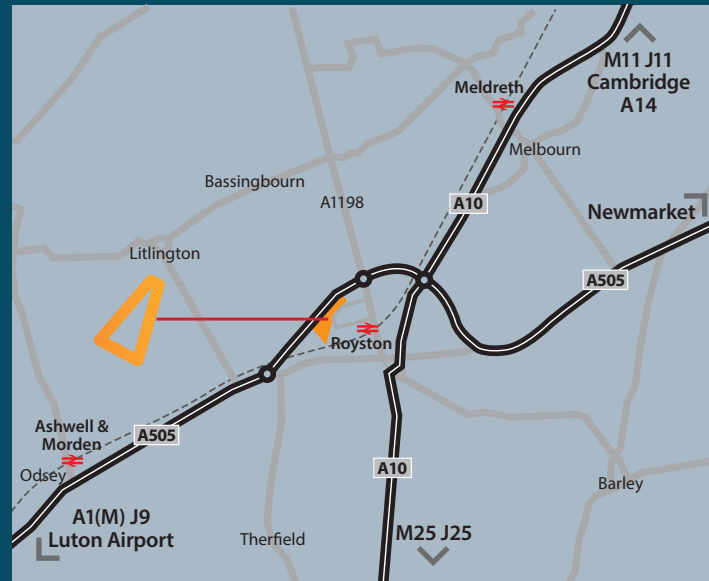 M11 J11
Cambridge
A14
Meldreth
Melbourn
Bassingbourn
A1198
A10
Newmarket
Litlington
A505
Royston
Ashwell &
Morden
A505
Odsey
A10
Barley
A1(M) J9
Luton Airport
Therfield
M25 J25